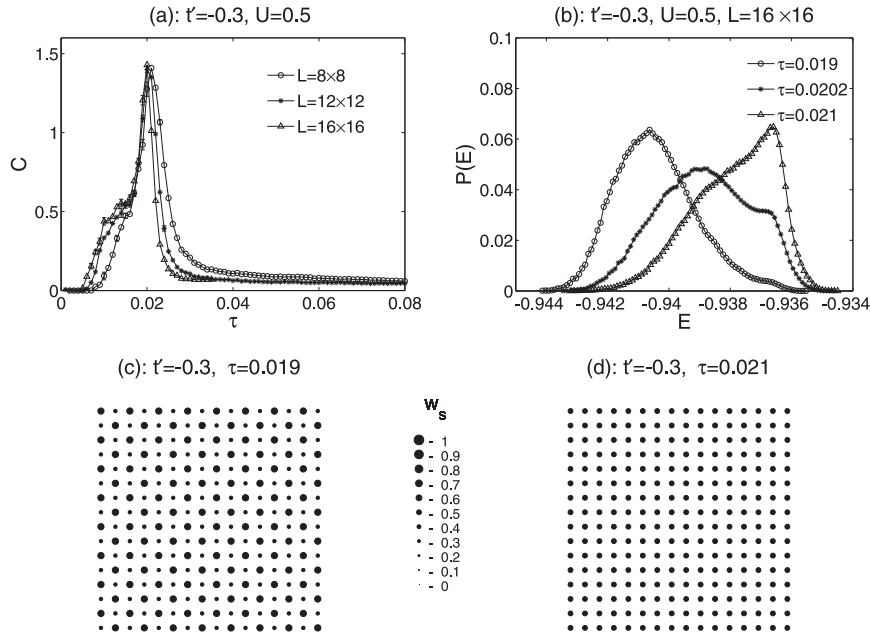 (a): t′=-0.3, U=0.5
1.5
1
0.5
0
C
L=8×8
L=12×12
L=16×16
0
0.02
0.04
0.06
0.08
τ
(b): t′=-0.3, U=0.5, L=16×16
0.1
0.08
0.06
0.04
0.02
0
P(E)
τ=0.019
τ=0.0202
τ=0.021
-0.944
-0.942
-0.94
-0.938
-0.936
-0.934
E
(c): t′=-0.3, τ=0.019
w_s
- 1
- 0.9
- 0.8
- 0.7
- 0.6
- 0.5
- 0.4
- 0.3
- 0.2
- 0.1
- 0
(d): t′=-0.3, τ=0.021